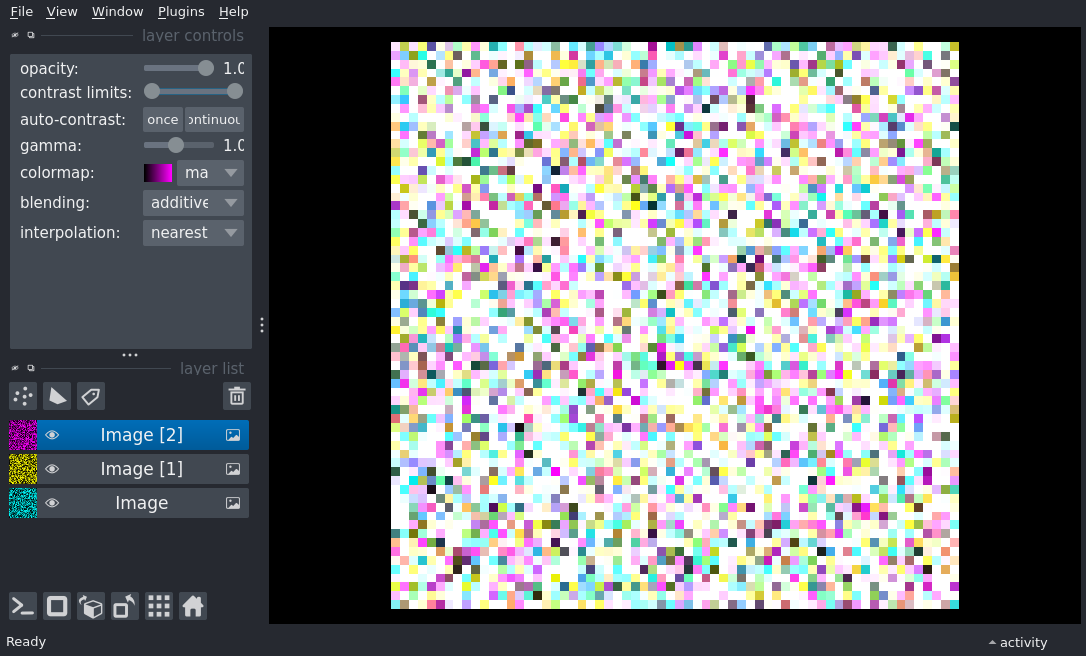 File View Window Plugins Help
layer controls
opacity: 1.0
contrast limits:
auto-contrast: once ontinuou
gamma: 1.0
colormap: ma
blending: additive
interpolation: nearest
layer list
Image [2]
Image [1]
Image
Ready
activity